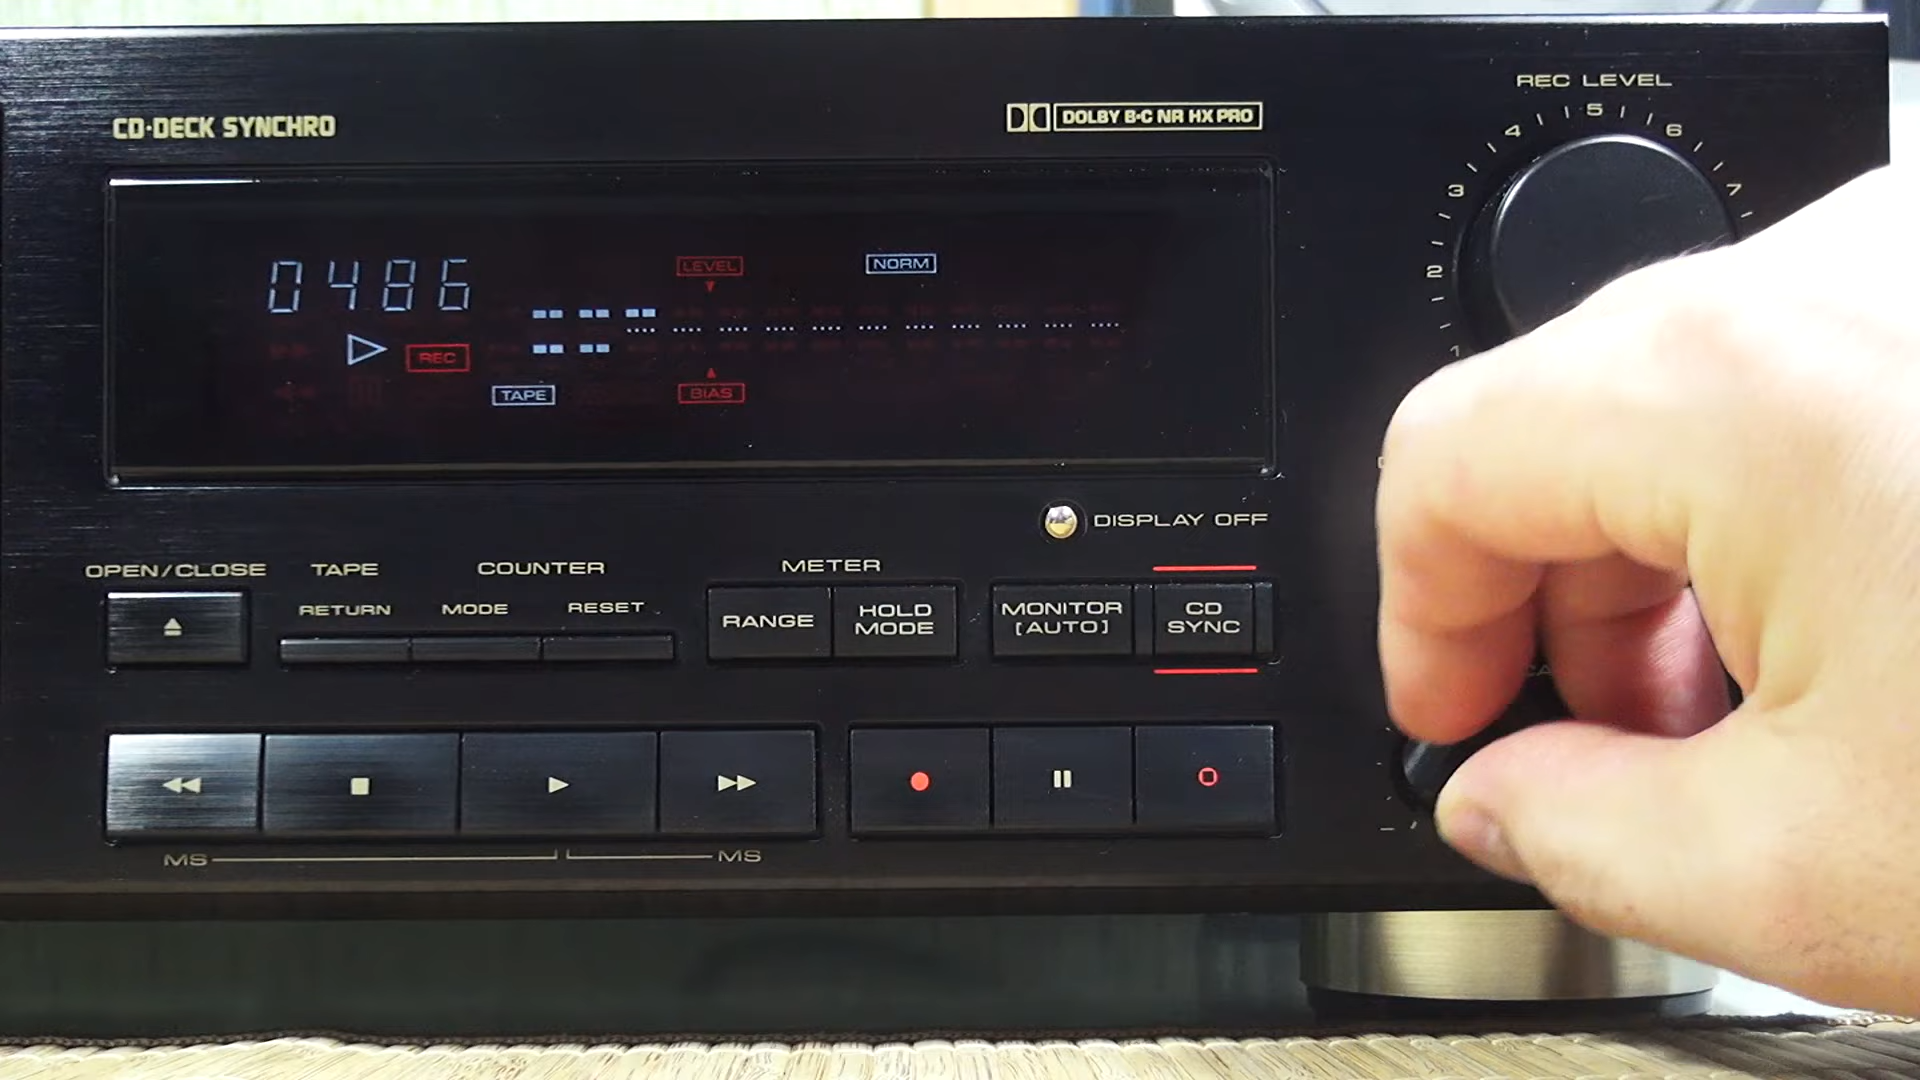 REC LEVEL
1 2 3 4 5 6 7
CD·DECK SYNCHRO
DOLBY B·C NR HX PRO
0486
LEVEL
NORM
REC
TAPE
BIAS
DISPLAY OFF
OPEN/CLOSE
TAPE
COUNTER
METER
RETURN
MODE
RESET
RANGE
HOLD
MODE
MONITOR
[AUTO]
CD
SYNC
MS
MS